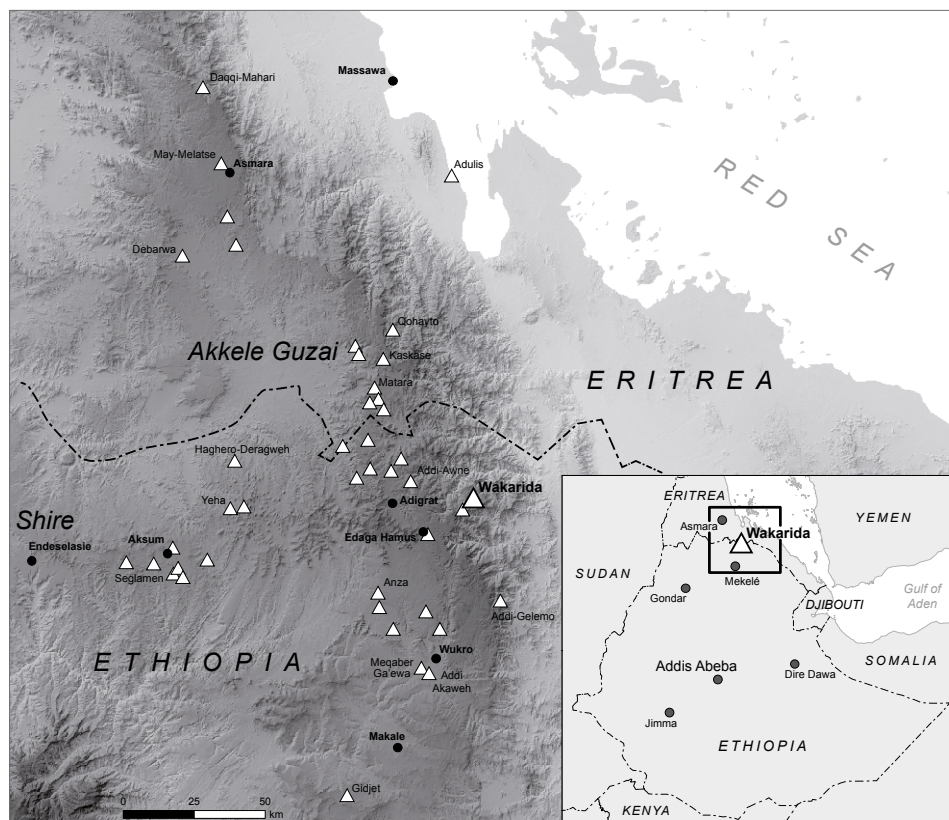 Massawa
Daqqi-Mahari
May-Melatse
Asmara
Adulis
RED SEA
Debarwa
Qohayto
Akkele Guzai
Kaskase
ERITREA
Matara
Haghero-Deragweh
Addi-Awne
Wakarida
Yeha
Adigrat
Shire
Edaga Hamus
Aksum
Endeselasie
Seglamen
Anza
Addi-Gelemo
ETHIOPIA
Wukro
Meqaber
Ga'ewa
Addi
Akaweh
Makale
Gidjet
0 25 50
km
ERITREA
YEMEN
Asmara
Wakarida
SUDAN
Mekelé
Gondar
Gulf of
Aden
DJIBOUTI
SOMALIA
Addis Abeba
Dire Dawa
Jimma
ETHIOPIA
KENYA